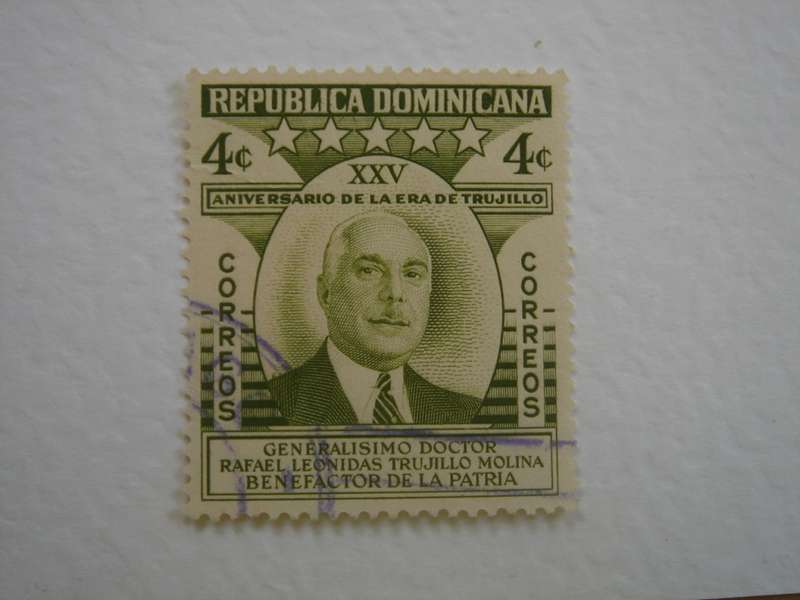 REPUBLICA DOMINICANA
4¢ 4¢
XXV
ANIVERSARIO DE LA ERA DE TRUJILLO
CORREOS CORREOS
GENERALISIMO DOCTOR
RAFAEL LEONIDAS TRUJILLO MOLINA
BENEFACTOR DE LA PATRIA